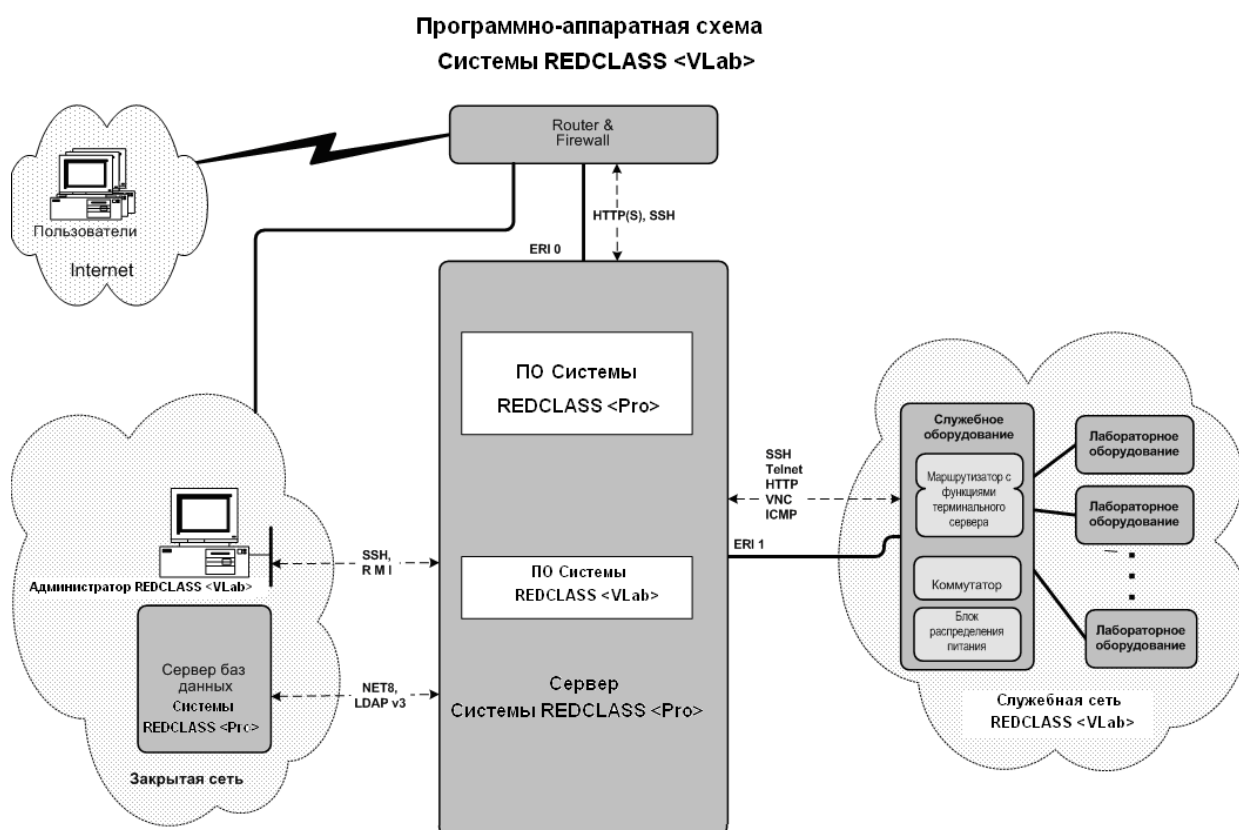 Программно-аппаратная схема
Системы REDCLASS <VLab>
Router &
Firewall
Пользователи
Internet
HTTP(S), SSH
ERI 0
ПО Системы
REDCLASS <Pro>
Служебное
оборудование
Маршрутизатор с
функциями
терминального
сервера
Коммутатор
Блок
распределения
питания
Лабораторное
оборудование
Лабораторное
оборудование
Лабораторное
оборудование
Служебная сеть
REDCLASS <VLab>
SSH
Telnet
HTTP
VNC
ICMP
ERI 1
SSH,
R M I
Администратор REDCLASS <VLab>
ПО Системы
REDCLASS <VLab>
Сервер баз
данных
Системы
REDCLASS <Pro>
NET8,
LDAP v3
Сервер
Системы REDCLASS <Pro>
Закрытая сеть